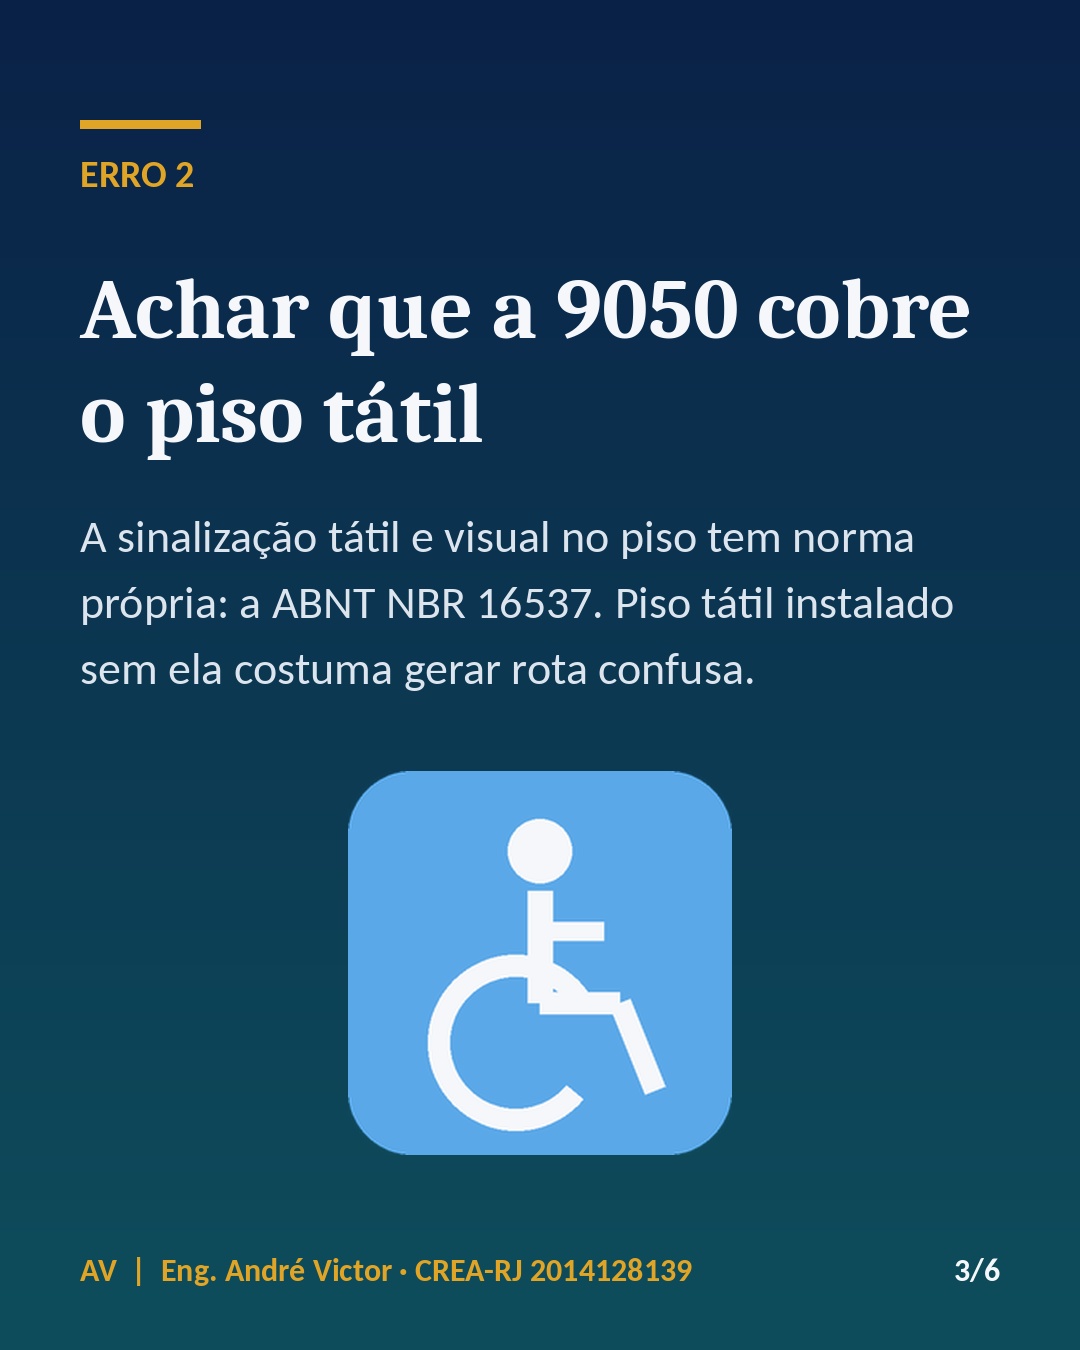 ERRO 2
Achar que a 9050 cobre
o piso tátil
A sinalização tátil e visual no piso tem norma
própria: a ABNT NBR 16537. Piso tátil instalado
sem ela costuma gerar rota confusa.
AV | Eng. André Victor · CREA-RJ 2014128139
3/6